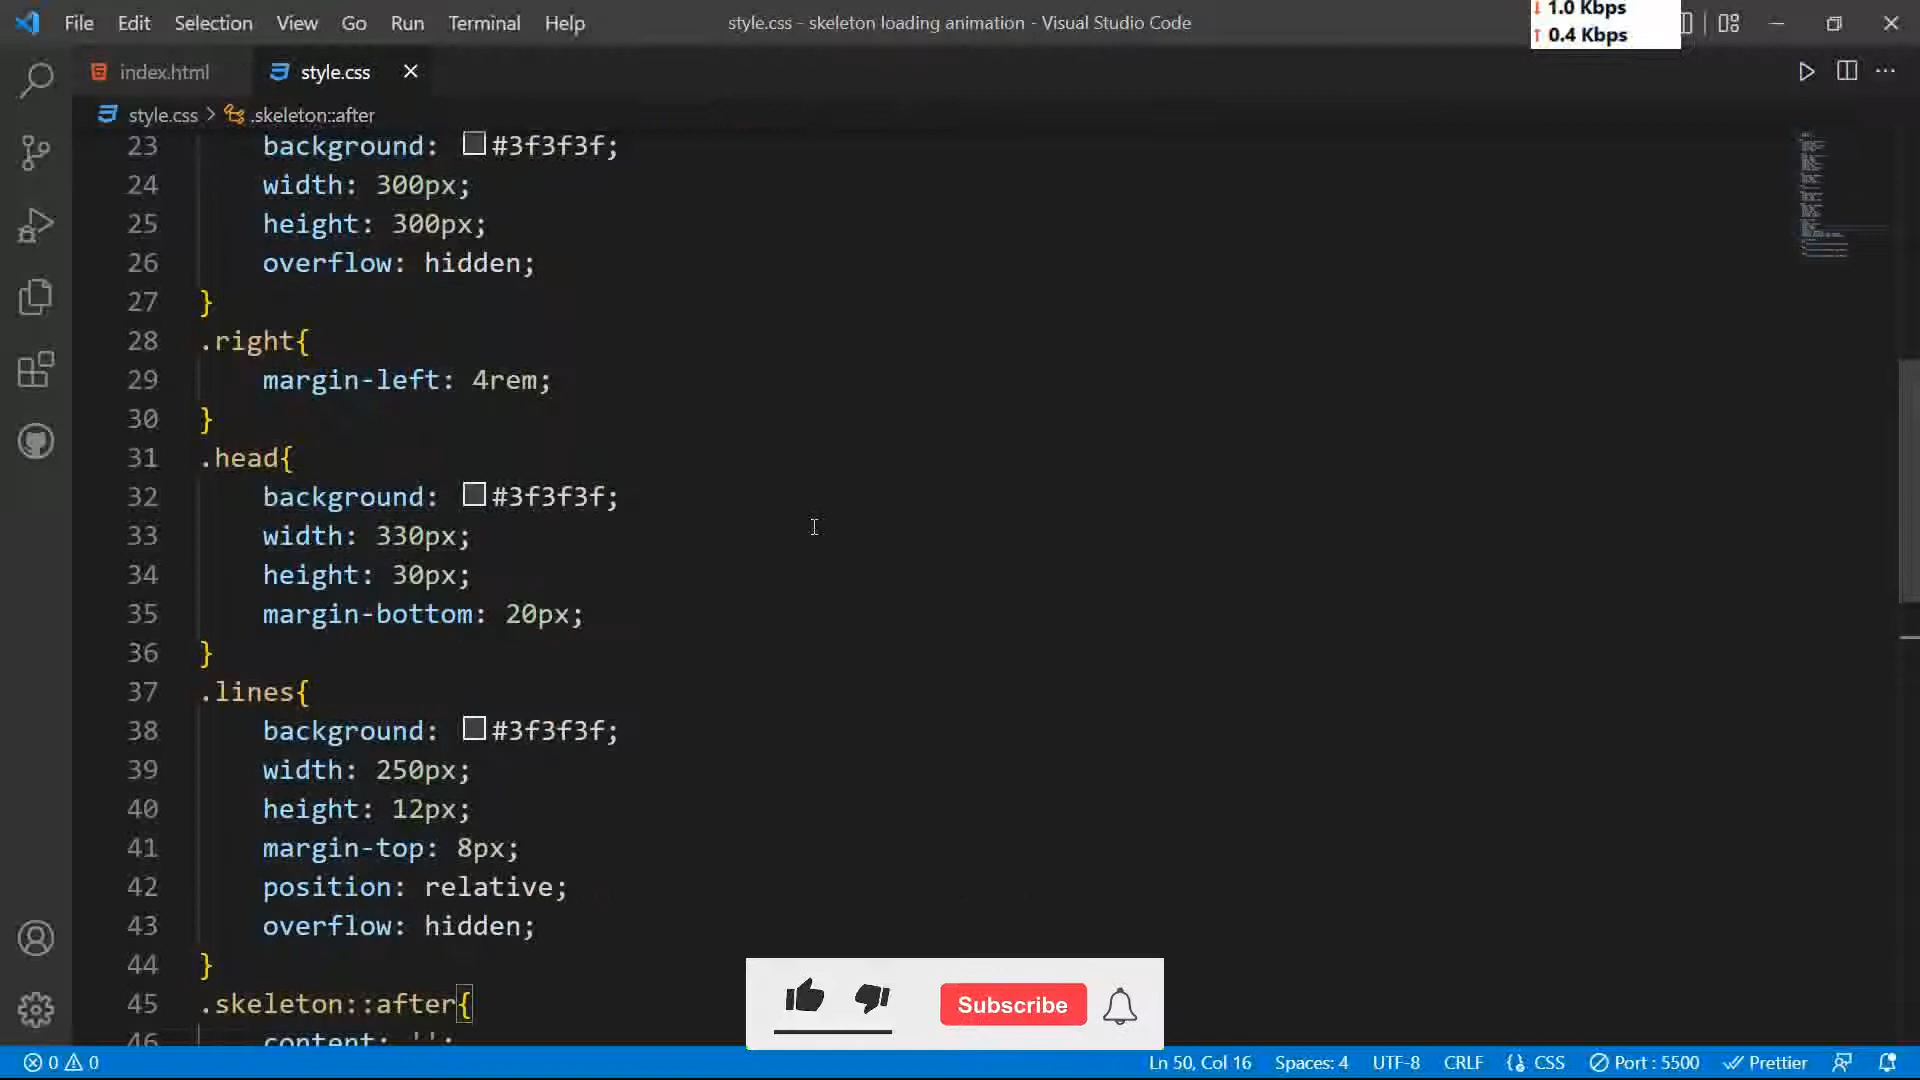 File Edit Selection View Go Run Terminal Help
style.css - skeleton loading animation - Visual Studio Code
↓ 1.0 Kbps
↑ 0.4 Kbps
index.html
style.css
style.css > .skeleton::after
23 background: #3f3f3f;
24 width: 300px;
25 height: 300px;
26 overflow: hidden;
27 }
28 .right{
29 margin-left: 4rem;
30 }
31 .head{
32 background: #3f3f3f;
33 width: 330px;
34 height: 30px;
35 margin-bottom: 20px;
36 }
37 .lines{
38 background: #3f3f3f;
39 width: 250px;
40 height: 12px;
41 margin-top: 8px;
42 position: relative;
43 overflow: hidden;
44 }
45 .skeleton::after{
46 content: '';
Subscribe
0 0 Ln 50, Col 16 Spaces: 4 UTF-8 CRLF CSS Port : 5500 Prettier